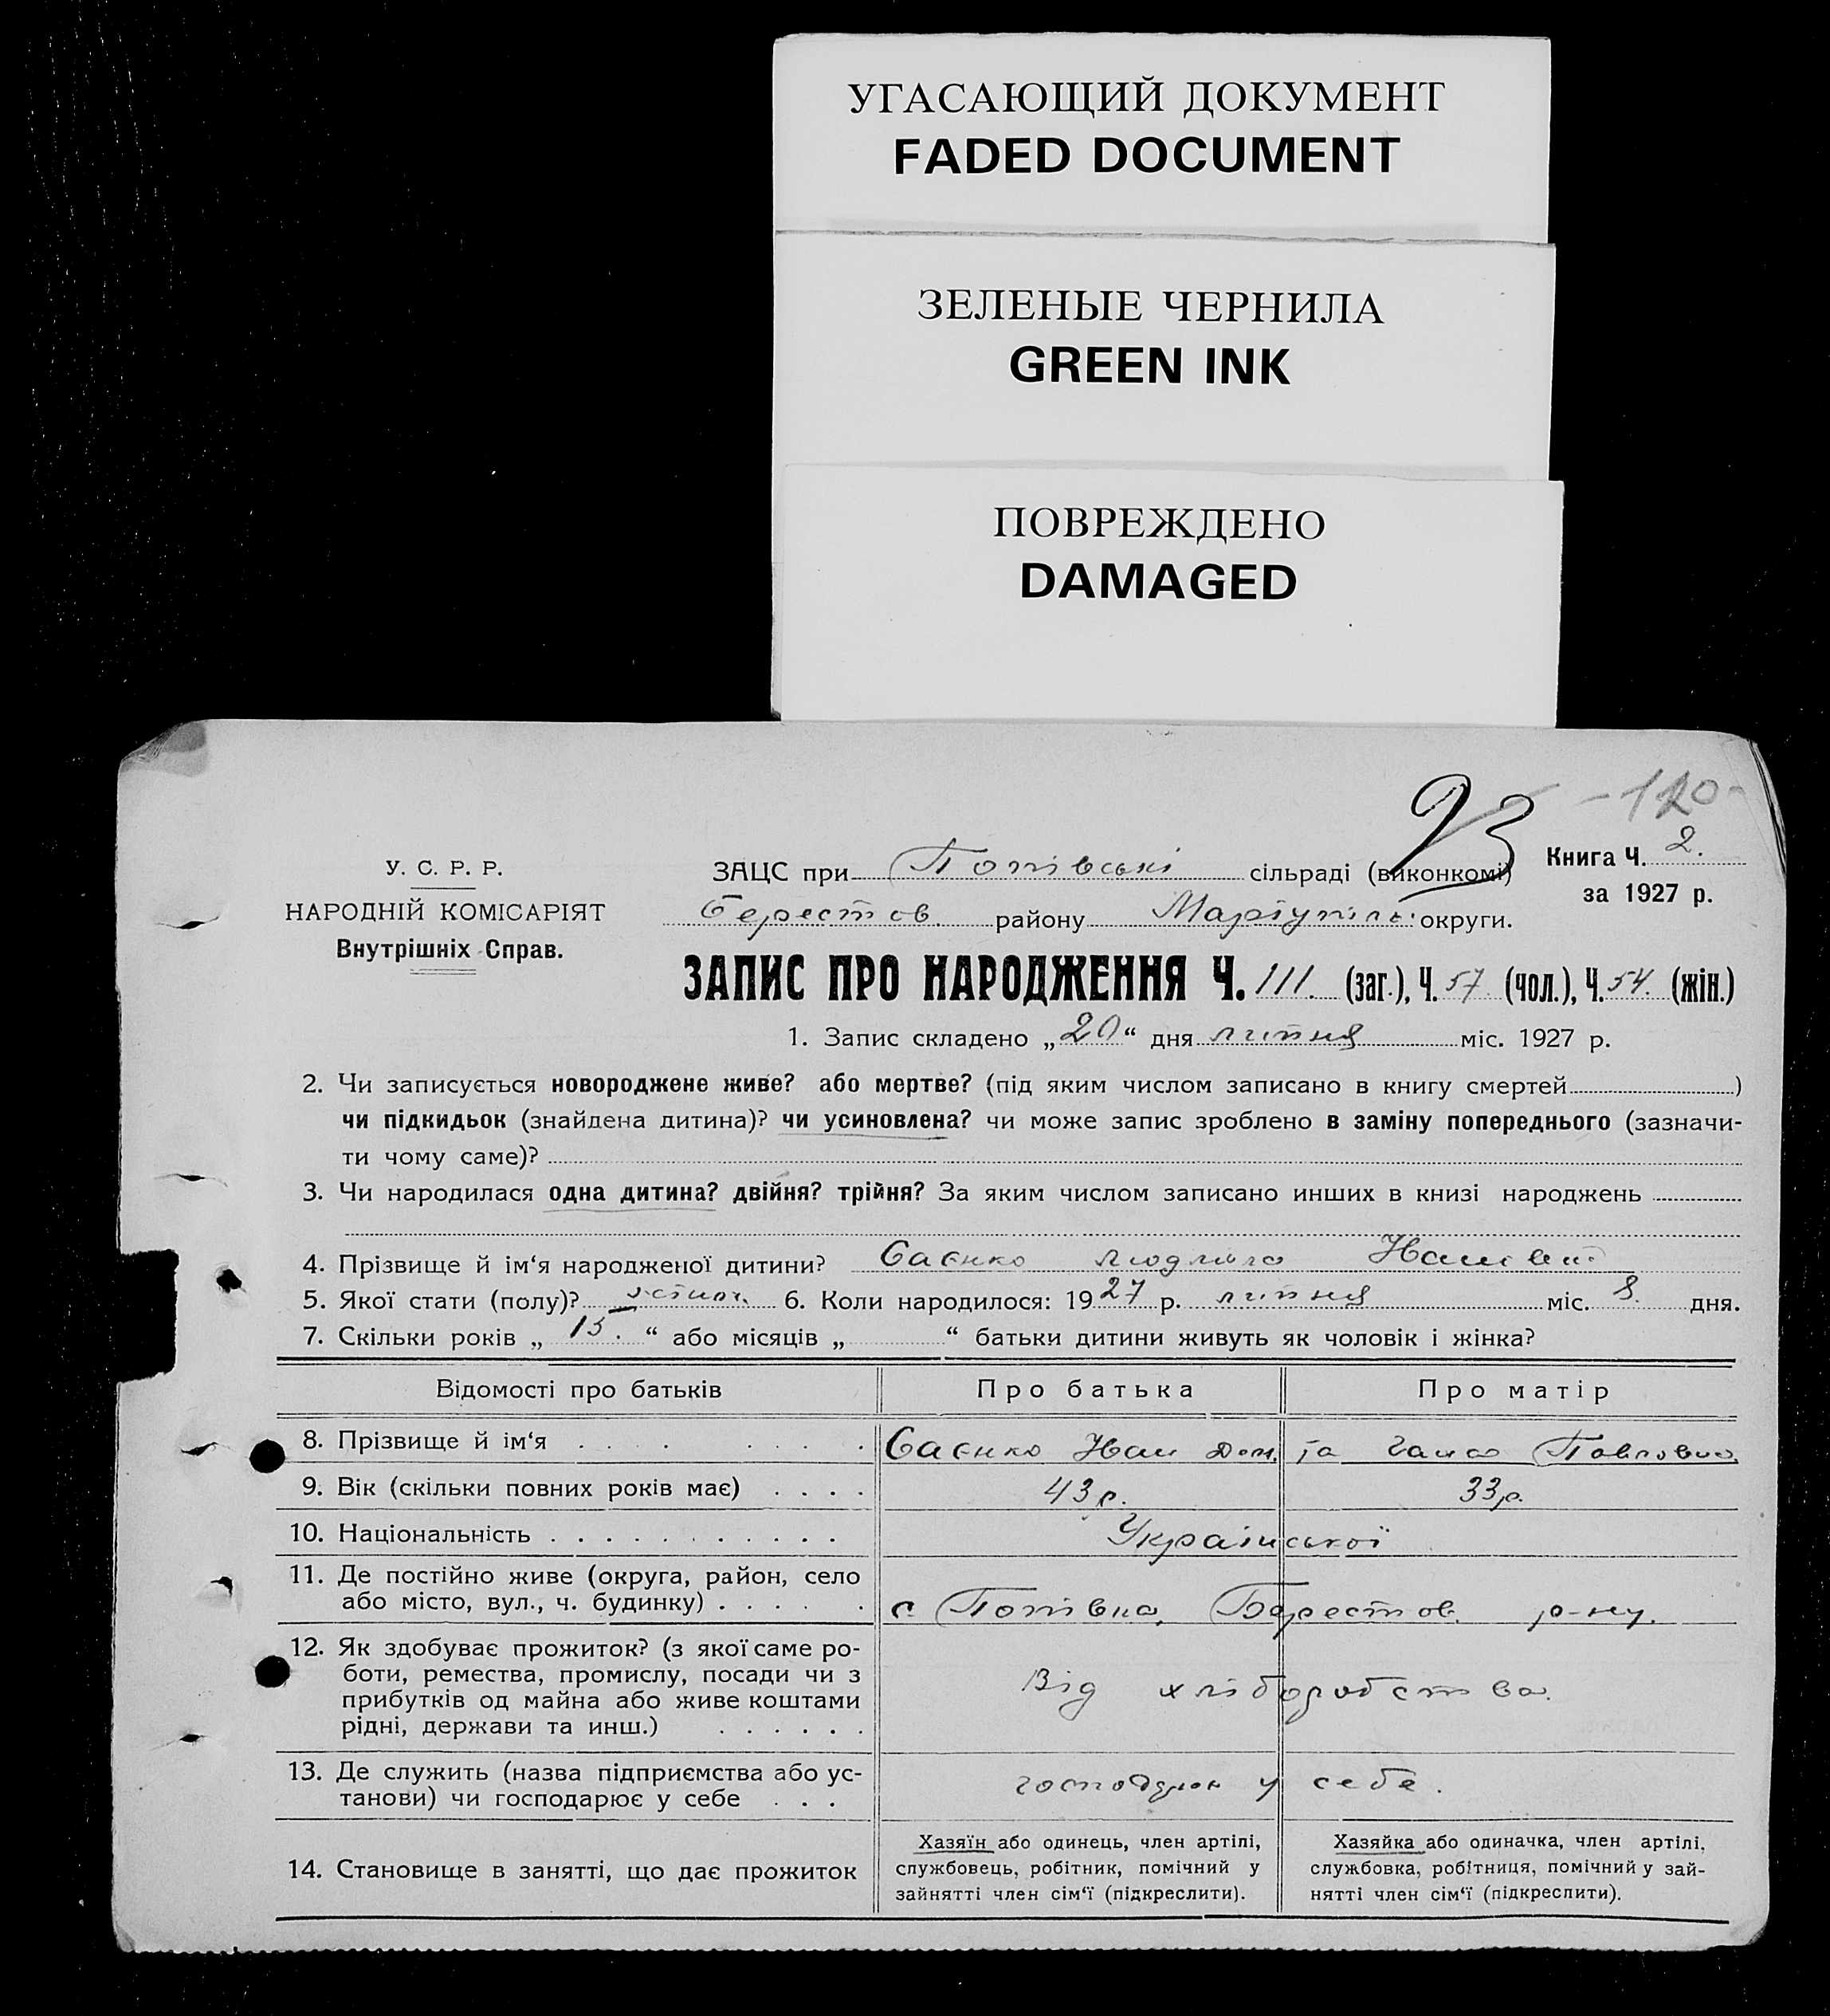 УГАСАЮЩИЙ ДОКУМЕНТ
FADED DOCUMENT
ЗЕЛЕНЫЕ ЧЕРНИЛА
GREEN INK
ПОВРЕЖДЕНО
DAMAGED
23 -120-
У. С. Р. Р.
НАРОДНІЙ КОМІСАРІЯТ
Внутрішніх Справ.
ЗАЦС при Попівські сільраді (виконкомі)
Книга Ч. 2.
за 1927 р.
Берестов. району Маріупіль. округи.
ЗАПИС ПРО НАРОДЖЕННЯ Ч. 111. (заг.), Ч. 57 (чол.), Ч. 54. (жін.)
1. Запис складено „20“ дня липня міс. 1927 р.
2. Чи записується новороджене живе? або мертве? (під яким числом записано в книгу смертей )
чи підкидьок (знайдена дитина)? чи усиновлена? чи може запис зроблено в заміну попереднього (зазначи-
ти чому саме)?
3. Чи народилася одна дитина? двійня? трійня? За яким числом записано инших в книзі народжень
4. Прізвище й ім‘я народженої дитини? Саєнко
5. Якої стати (полу)? 6. Коли народилося: 1927 р. липня міс. 8. дня.
7. Скільки років „ 15. “ або місяців „ “ батьки дитини живуть як чоловік і жінка?
Відомості про батьків Про батька Про матір
8. Прізвище й ім‘я . . . . . . . . Саєнко Іван Дем. та Ганна Павловна
9. Вік (скільки повних років має) . . . . 43 р. 33 р.
10. Національність . . . . . . . . . . . Української
11. Де постійно живе (округа, район, село
або місто, вул., ч. будинку) . . . . . с. Попівка, Берестов. р-ну.
12. Як здобуває прожиток? (з якої саме ро-
боти, ремества, промислу, посади чи з
прибутків од майна або живе коштами
рідні, держави та инш.) . . . . . .
Від хліборобства.
13. Де служить (назва підприємства або ус-
танови) чи господарює у себе . . .
у себе.
14. Становище в занятті, що дає прожиток
Хазяїн або одинець, член артілі,
службовець, робітник, помічний у
зайнятті член сім‘ї (підкреслити).
Хазяйка або одиначка, член артілі,
службовка, робітниця, помічний у зай-
нятті член сім‘ї (підкреслити).